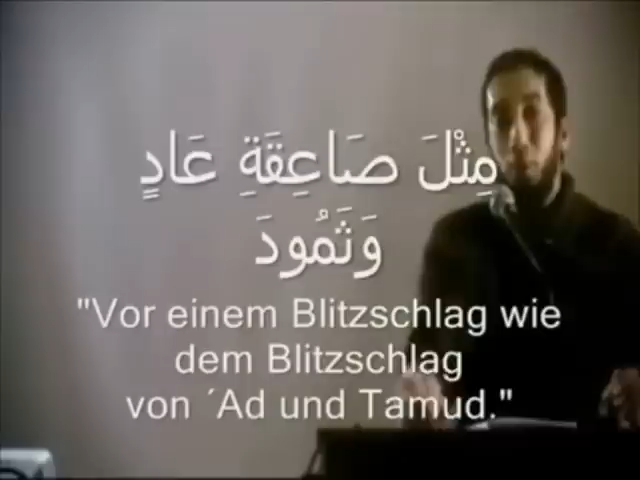 مِثْلَ صَاعِقَةِ عَادٍ
وَثَمُودَ
"Vor einem Blitzschlag wie
dem Blitzschlag
von ´Ad und Tamud."